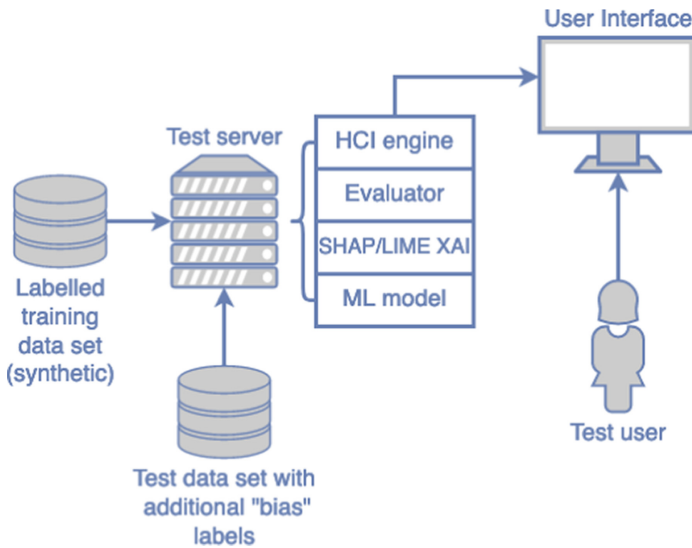 User Interface
Test server
HCI engine
Evaluator
SHAP/LIME XAI
ML model
Labelled
training
data set
(synthetic)
Test user
Test data set with
additional "bias"
labels